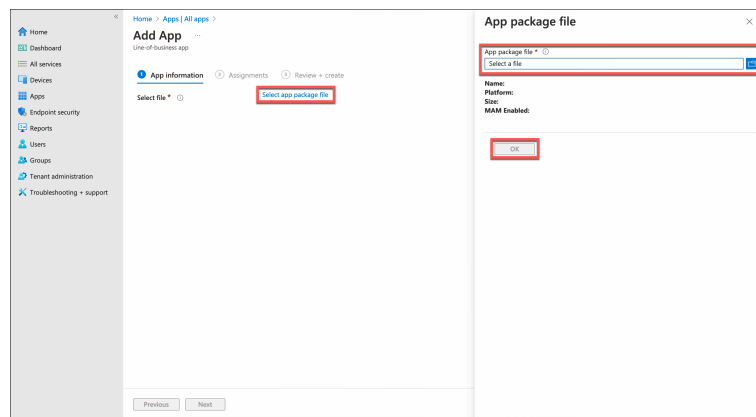 Home
Dashboard
All services
Devices
Apps
Endpoint security
Reports
Users
Groups
Tenant administration
Troubleshooting + support
Home > Apps | All apps >
Add App ...
Line-of-business app
1 App information 2 Assignments 3 Review + create
Select file * Select app package file
Previous Next
App package file
App package file *
Select a file
Name:
Platform:
Size:
MAM Enabled:
OK